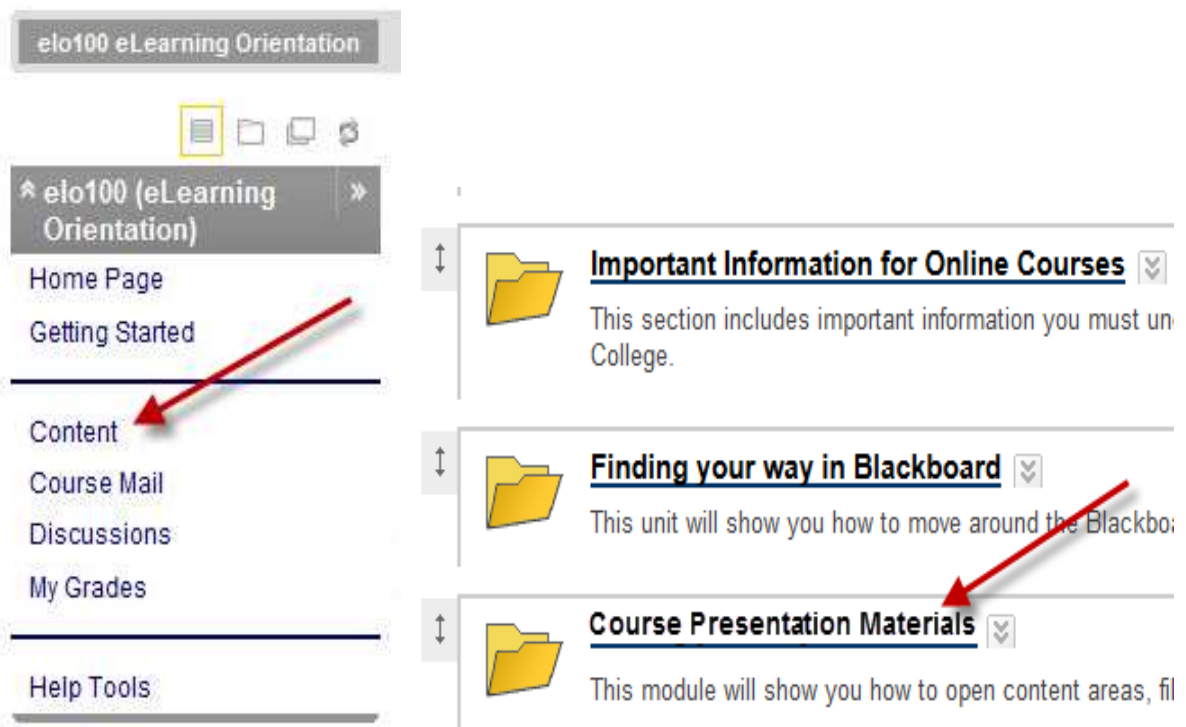 elo100 eLearning Orientation
elo100 (eLearning
Orientation)
Home Page
Getting Started
Content
Course Mail
Discussions
My Grades
Help Tools
Important Information for Online Courses
This section includes important information you must
College.
Finding your way in Blackboard
This unit will show you how to move around the
Course Presentation Materials
This module will show you how to open content areas,